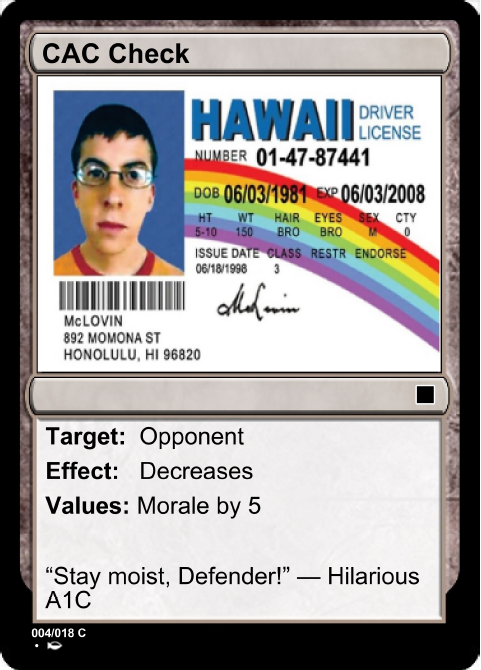 CAC Check
HAWAII DRIVER
LICENSE
NUMBER 01-47-87441
DOB 06/03/1981 EXP 06/03/2008
HT WT HAIR EYES SEX CTY
5-10 150 BRO BRO M 0
ISSUE DATE CLASS RESTR ENDORSE
06/18/1998 3
McLovin
McLOVIN
892 MOMONA ST
HONOLULU, HI 96820
Target: Opponent
Effect: Decreases
Values: Morale by 5
“Stay moist, Defender!” — Hilarious
A1C
004/018 C